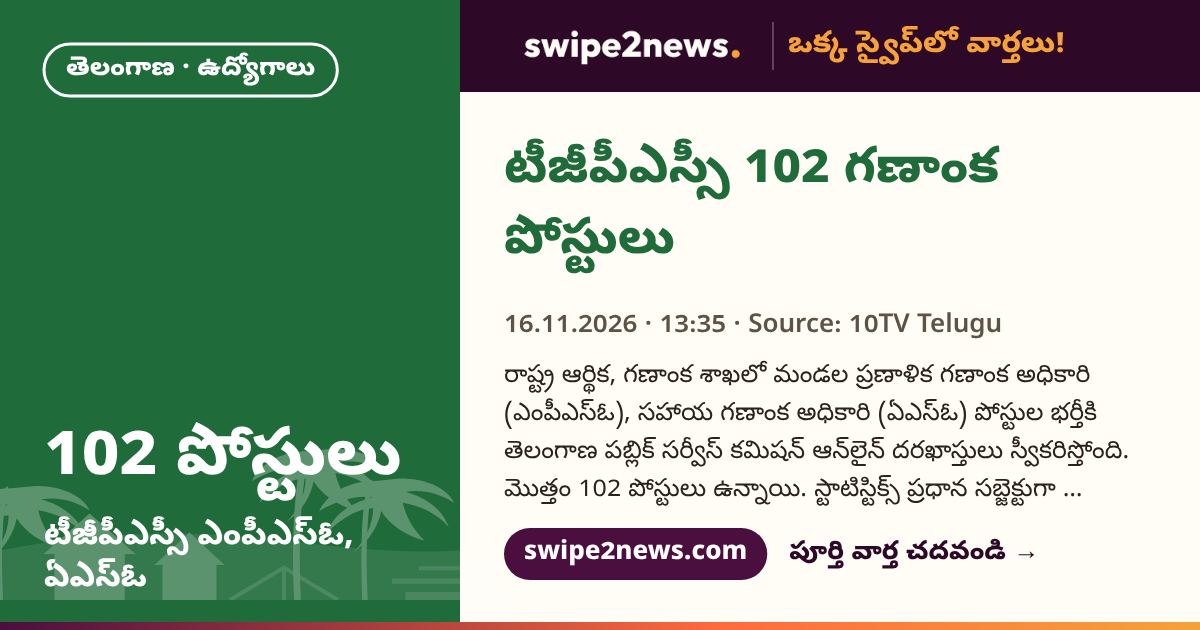 తెలంగాణ · ఉద్యోగాలు
102 పోస్టులు
టీజీపీఎస్సీ ఎంపీఎస్ఓ,
ఏఎస్ఓ
swipe2news.
ఒక్క స్వైప్‌లో వార్తలు!
టీజీపీఎస్సీ 102 గణాంక
పోస్టులు
16.11.2026 · 13:35 · Source: 10TV Telugu
రాష్ట్ర ఆర్థిక, గణాంక శాఖలో మండల ప్రణాళిక గణాంక అధికారి
(ఎంపీఎస్ఓ), సహాయ గణాంక అధికారి (ఏఎస్ఓ) పోస్టుల భర్తీకి
తెలంగాణ పబ్లిక్ సర్వీస్ కమిషన్ ఆన్‌లైన్ దరఖాస్తులు స్వీకరిస్తోంది.
మొత్తం 102 పోస్టులు ఉన్నాయి. స్టాటిస్టిక్స్ ప్రధాన సబ్జెక్టుగా ...
swipe2news.com
పూర్తి వార్త చదవండి →